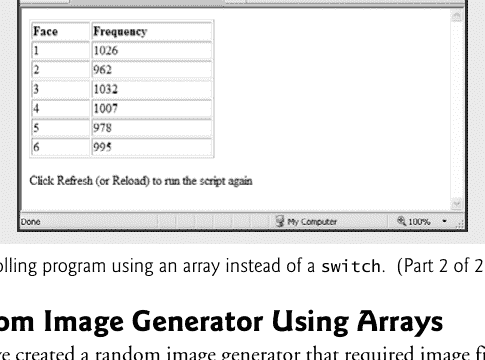 Face Frequency
1 1026
2 962
3 1032
4 1007
5 978
6 995
Click Refresh (or Reload) to run the script again
Done My Computer 100%
olling program using an array instead of a switch. (Part 2 of 2
om Image Generator Using Arrays
ve created a random image generator that required image fi